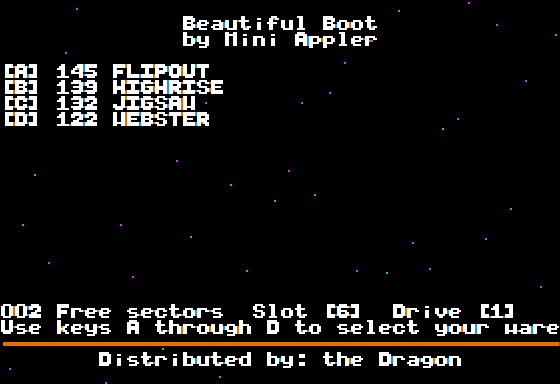 Beautiful Boot
by Mini Appler
[A] 145 FLIPOUT
[B] 139 HIGHRISE
[C] 132 JIGSAW
[D] 122 WEBSTER
002 Free sectors Slot [6] Drive [1]
Use keys A through D to select your ware
Distributed by: the Dragon